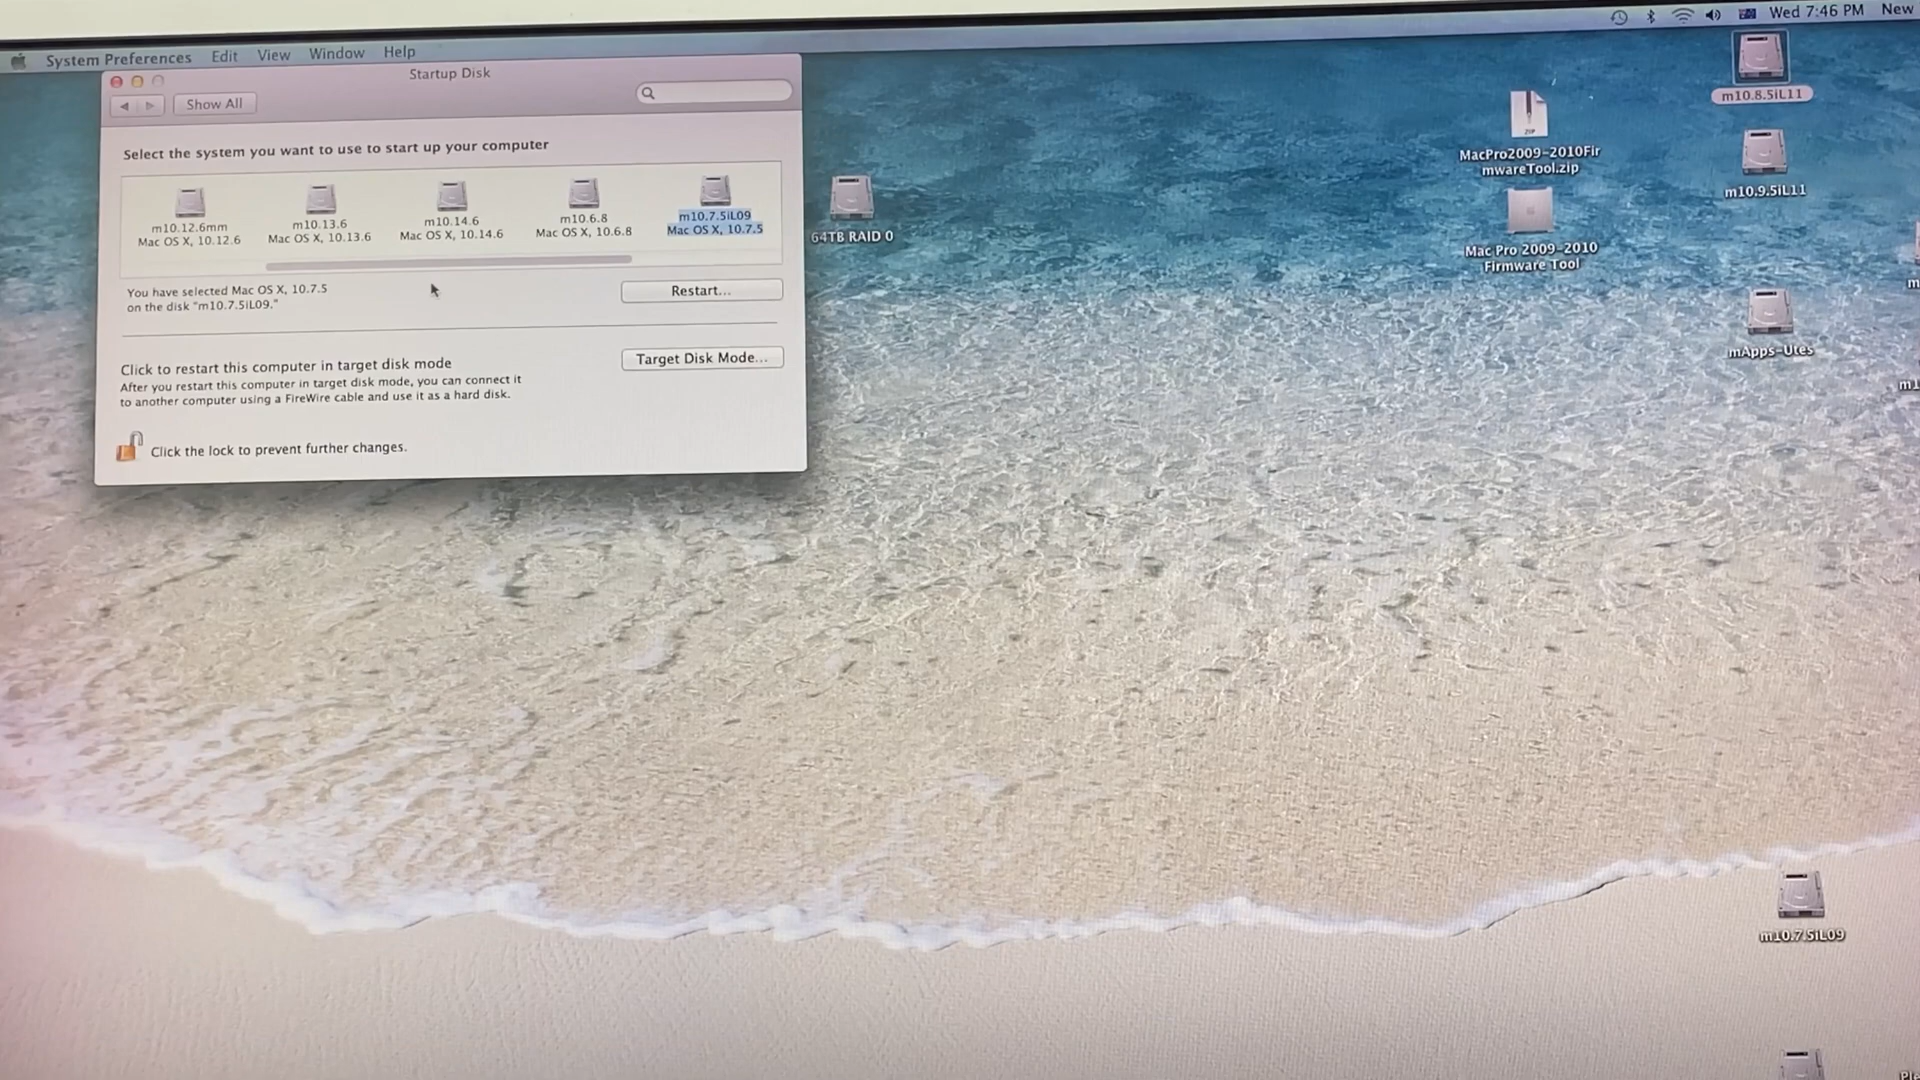 System Preferences Edit View Window Help
Wed 7:46 PM New
Startup Disk
Show All
Select the system you want to use to start up your computer
m10.12.6mm
Mac OS X, 10.12.6
m10.13.6
Mac OS X, 10.13.6
m10.14.6
Mac OS X, 10.14.6
m10.6.8
Mac OS X, 10.6.8
m10.7.5iL09
Mac OS X, 10.7.5
You have selected Mac OS X, 10.7.5
on the disk "m10.7.5iL09."
Restart...
Click to restart this computer in target disk mode
After you restart this computer in target disk mode, you can connect it
to another computer using a FireWire cable and use it as a hard disk.
Target Disk Mode...
Click the lock to prevent further changes.
64TB RAID 0
ZIP
MacPro2009-2010Fir
mwareTool.zip
Mac Pro 2009-2010
Firmware Tool
m10.8.5iL11
m10.9.5iL11
mApps-Utes
m10.7.5iL09